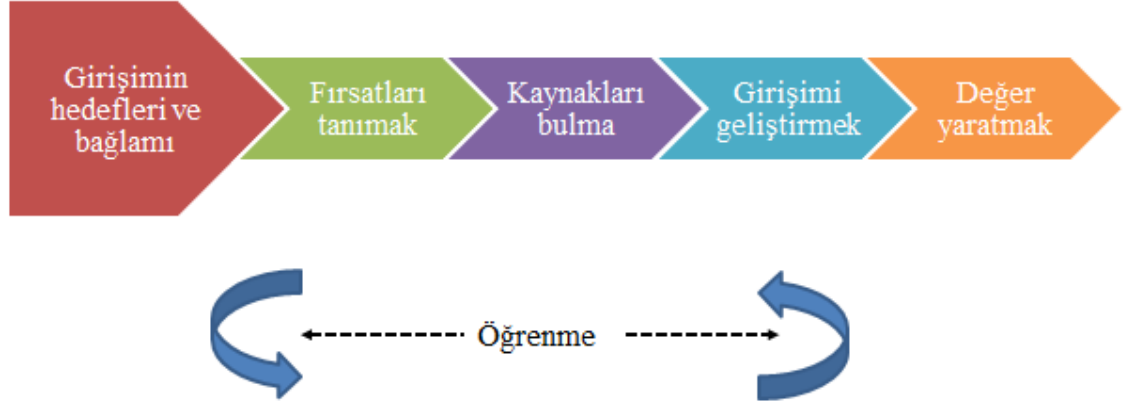 Girişimin
hedefleri ve
bağlamı
Fırsatları
tanımak
Kaynakları
bulma
Girişimi
geliştirmek
Değer
yaratmak
Öğrenme